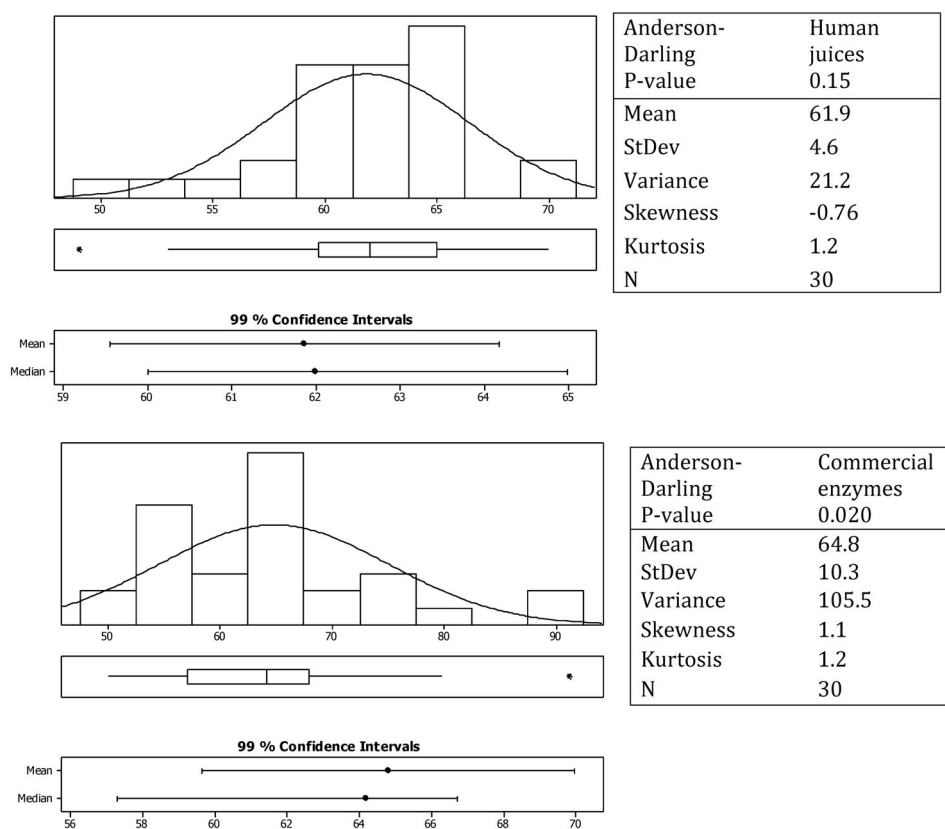 Anderson- Human
Darling juices
P-value 0.15
Mean 61.9
StDev 4.6
Variance 21.2
Skewness -0.76
Kurtosis 1.2
N 30
50 55 60 65 70
99 % Confidence Intervals
Mean
Median
59 60 61 62 63 64 65
Anderson- Commercial
Darling enzymes
P-value 0.020
Mean 64.8
StDev 10.3
Variance 105.5
Skewness 1.1
Kurtosis 1.2
N 30
50 60 70 80 90
99 % Confidence Intervals
Mean
Median
56 58 60 62 64 66 68 70